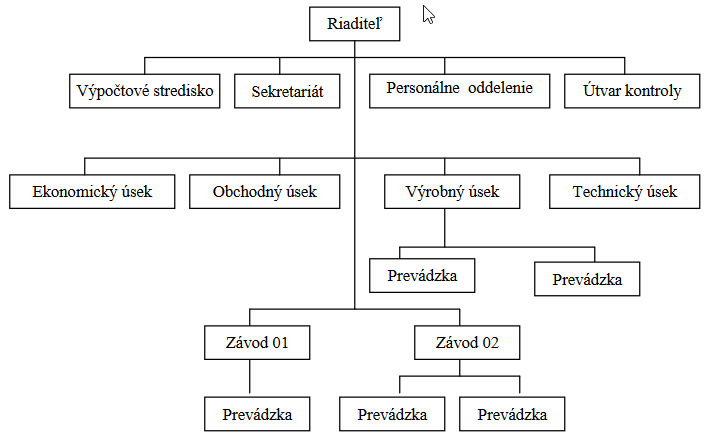 Riaditeľ
Výpočtové stredisko
Sekretariát
Personálne oddelenie
Útvar kontroly
Ekonomický úsek
Obchodný úsek
Výrobný úsek
Technický úsek
Prevádzka
Prevádzka
Závod 01
Závod 02
Prevádzka
Prevádzka
Prevádzka